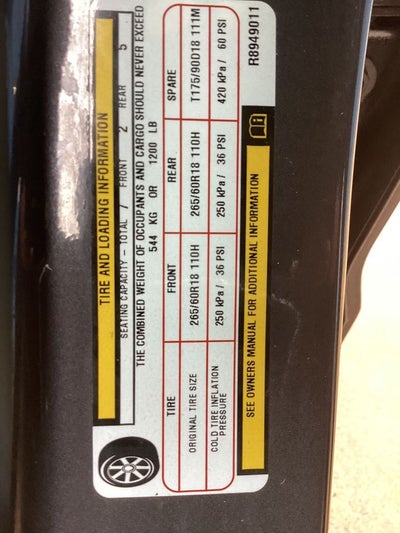 TIRE AND LOADING INFORMATION
SEATING CAPACITY – TOTAL 7 FRONT 2 REAR 5
THE COMBINED WEIGHT OF OCCUPANTS AND CARGO SHOULD NEVER EXCEED
544 KG OR 1200 LB
TIRE FRONT REAR SPARE
ORIGINAL TIRE SIZE 265/60R18 110H 265/60R18 110H T175/90D18 111M
COLD TIRE INFLATION PRESSURE 250 kPa / 36 PSI 250 kPa / 36 PSI 420 kPa / 60 PSI
SEE OWNERS MANUAL FOR ADDITIONAL INFORMATION
R8949011